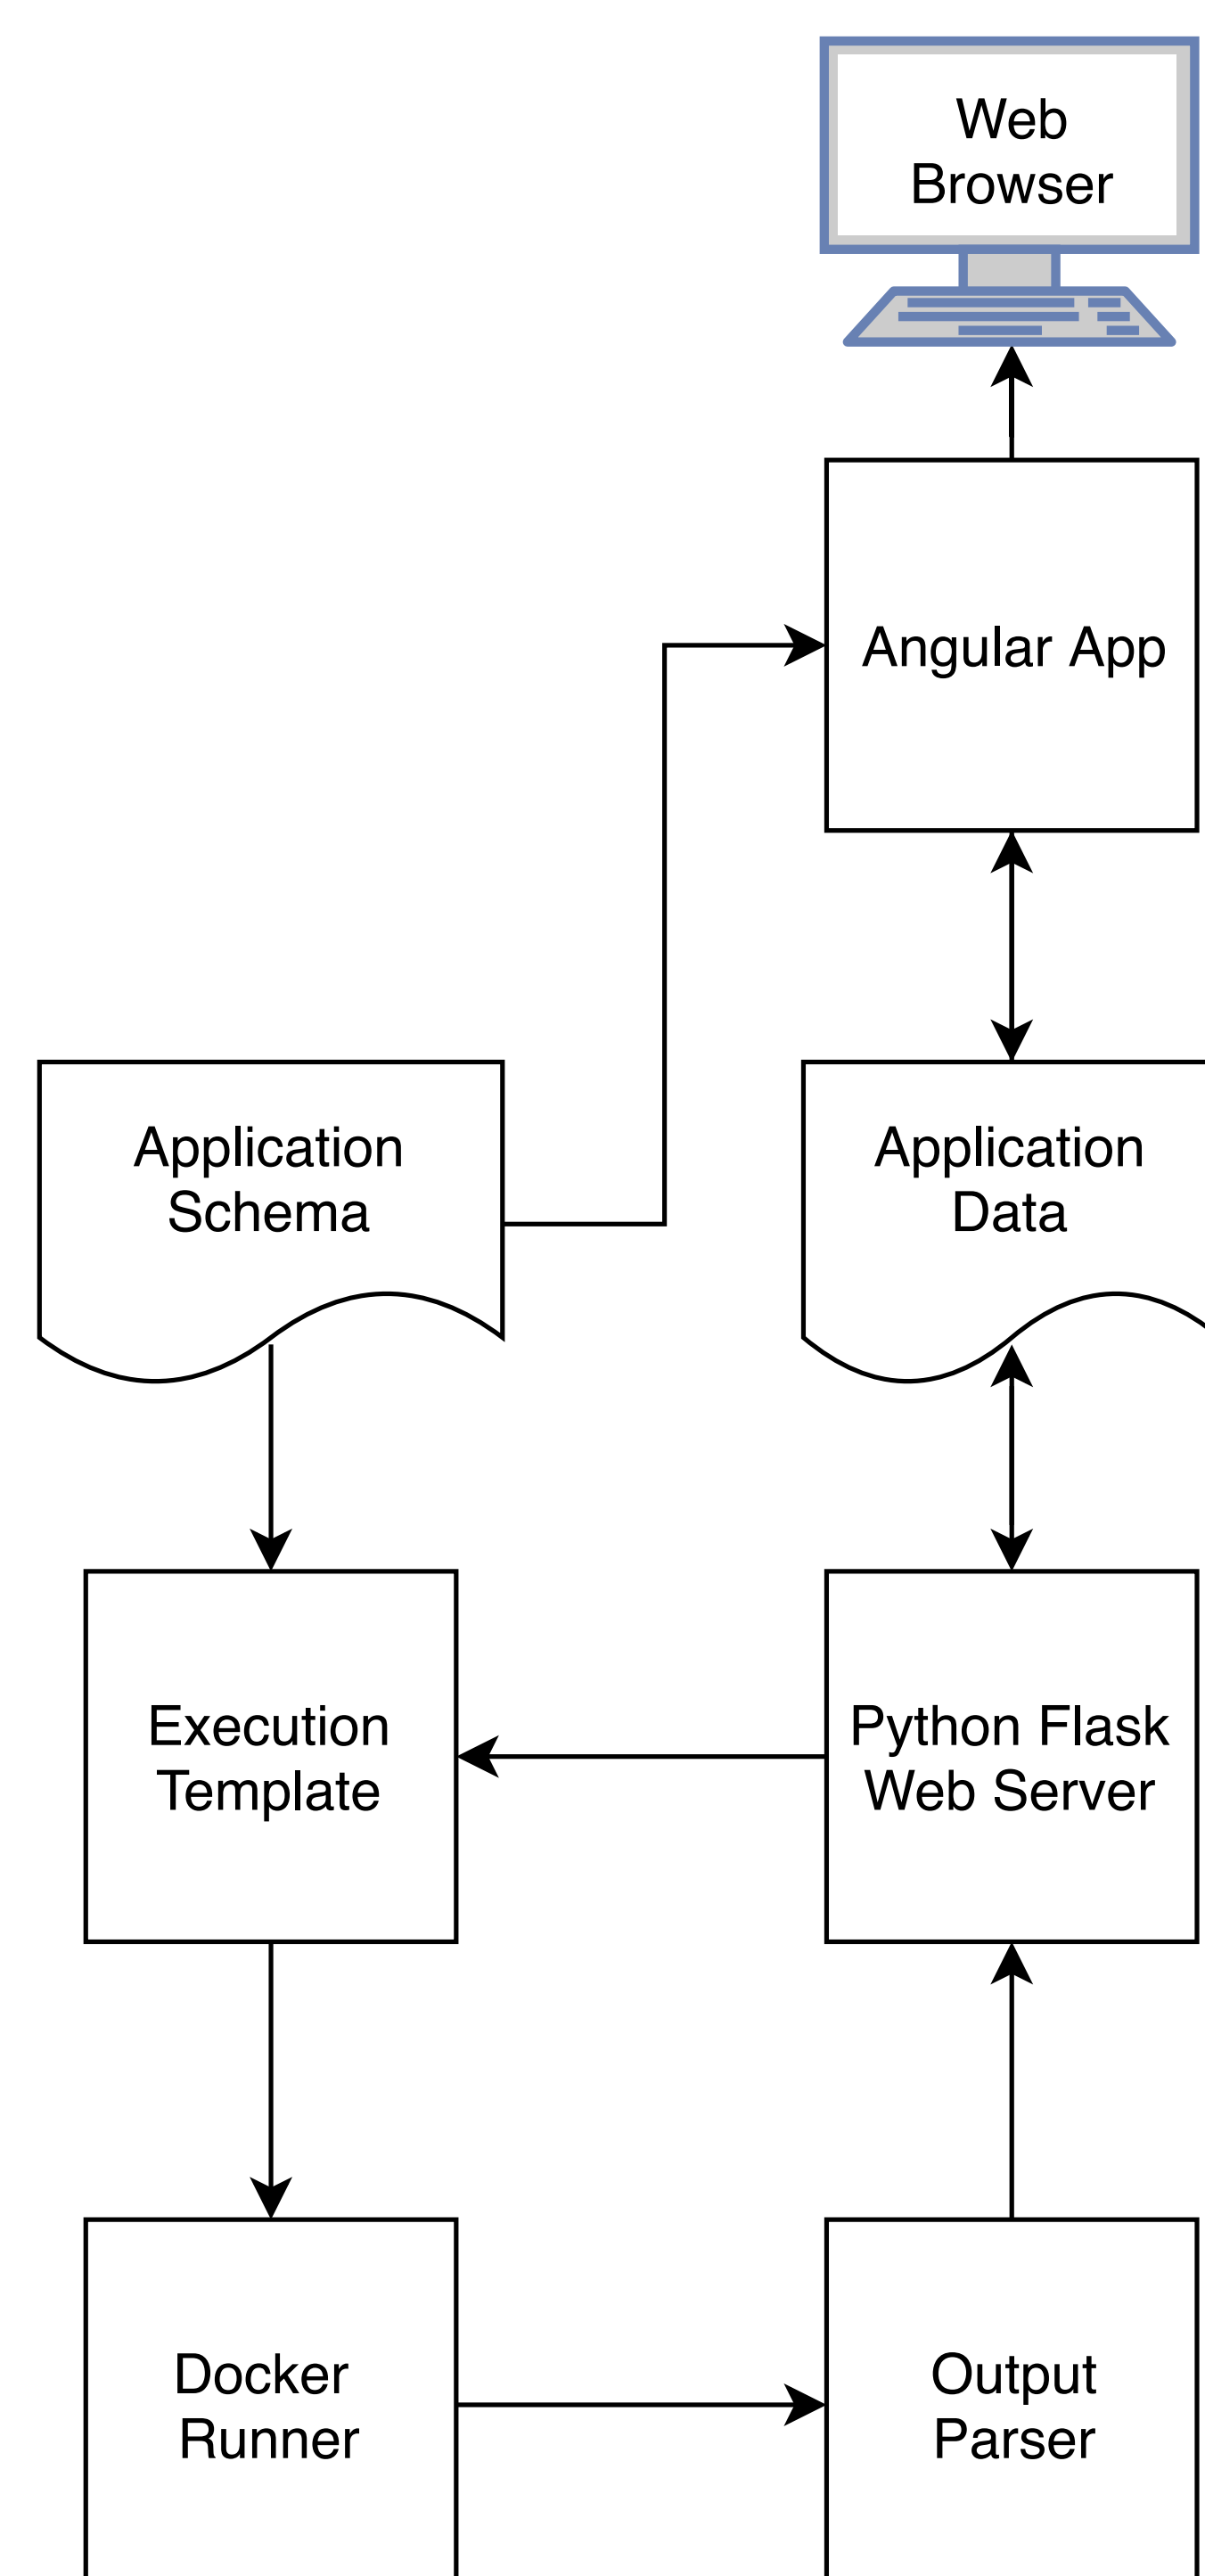 Web
Browser
Angular App
Application
Schema
Application
Data
Execution
Template
Python Flask
Web Server
Docker
Runner
Output
Parser